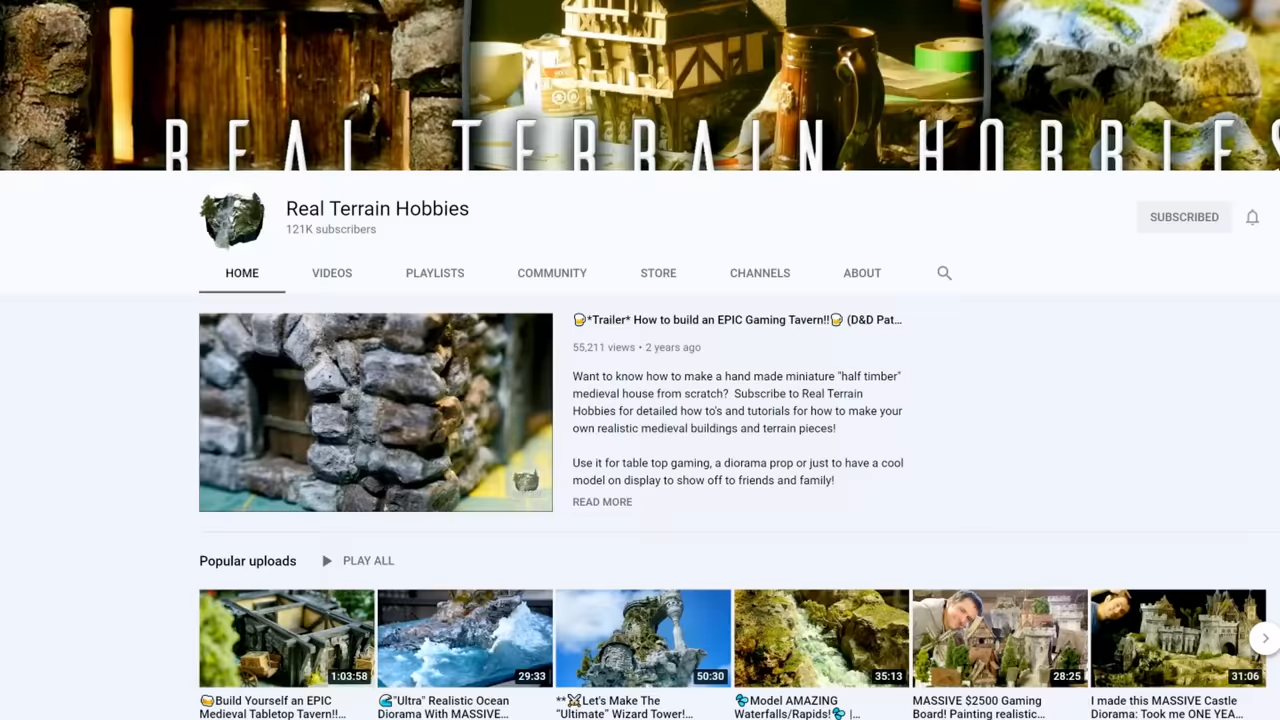 REAL TERRAIN HOBBIES
Real Terrain Hobbies
121K subscribers
SUBSCRIBED
HOME
VIDEOS
PLAYLISTS
COMMUNITY
STORE
CHANNELS
ABOUT
🍺*Trailer* How to build an EPIC Gaming Tavern!!🍺 (D&D Pat...
55,211 views • 2 years ago
Want to know how to make a hand made miniature "half timber"
medieval house from scratch? Subscribe to Real Terrain
Hobbies for detailed how to's and tutorials for how to make your
own realistic medieval buildings and terrain pieces!
Use it for table top gaming, a diorama prop or just to have a cool
model on display to show off to friends and family!
READ MORE
Popular uploads
PLAY ALL
1:03:58
29:33
50:30
35:13
28:25
31:06
🍺Build Yourself an EPIC
Medieval Tabletop Tavern!!...
🌊"Ultra" Realistic Ocean
Diorama With MASSIVE...
**⚔️Let's Make The
"Ultimate" Wizard Tower!...
💦Model AMAZING
Waterfalls/Rapids!💦 |...
MASSIVE $2500 Gaming
Board! Painting realistic...
I made this MASSIVE Castle
Diorama: Took me ONE YEA...